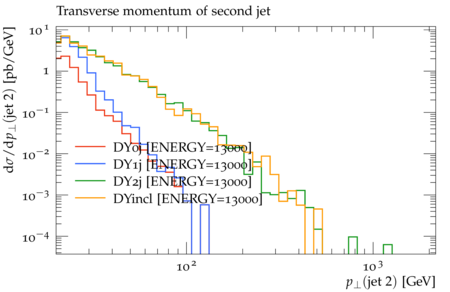 Transverse momentum of second jet
dσ/dp⊥(jet 2) [pb/GeV]
10¹
1
10⁻¹
10⁻²
10⁻³
10⁻⁴
DY0j [ENERGY=13000]
DY1j [ENERGY=13000]
DY2j [ENERGY=13000]
DYincl [ENERGY=13000]
10² 10³
p⊥(jet 2) [GeV]